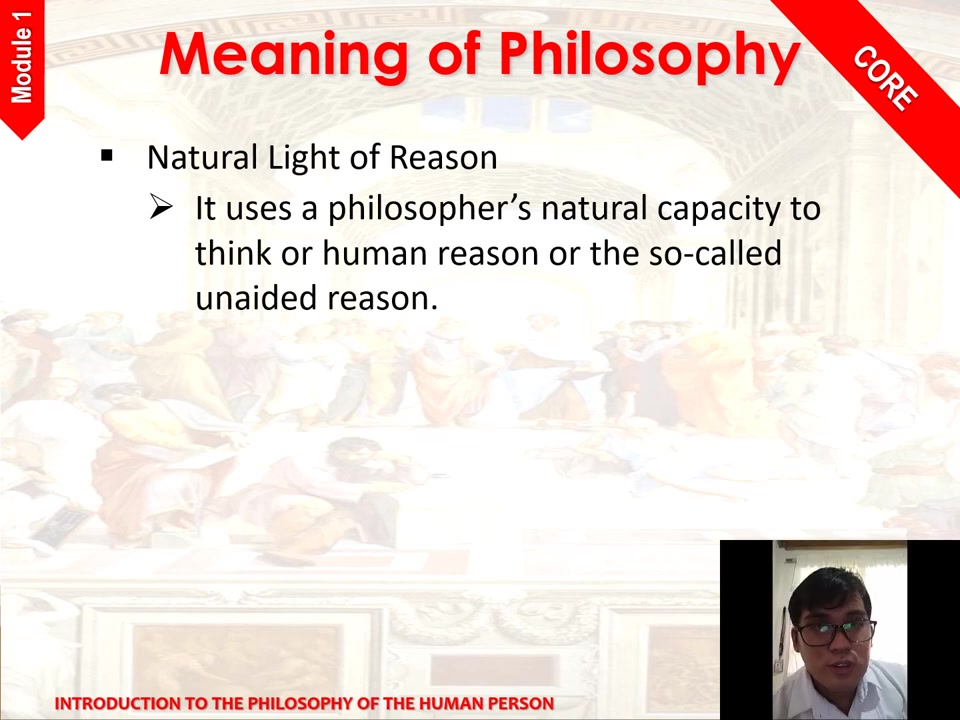 Module 1
Meaning of Philosophy
CORE
▪ Natural Light of Reason
➢ It uses a philosopher’s natural capacity to
think or human reason or the so-called
unaided reason.
INTRODUCTION TO THE PHILOSOPHY OF THE HUMAN PERSON